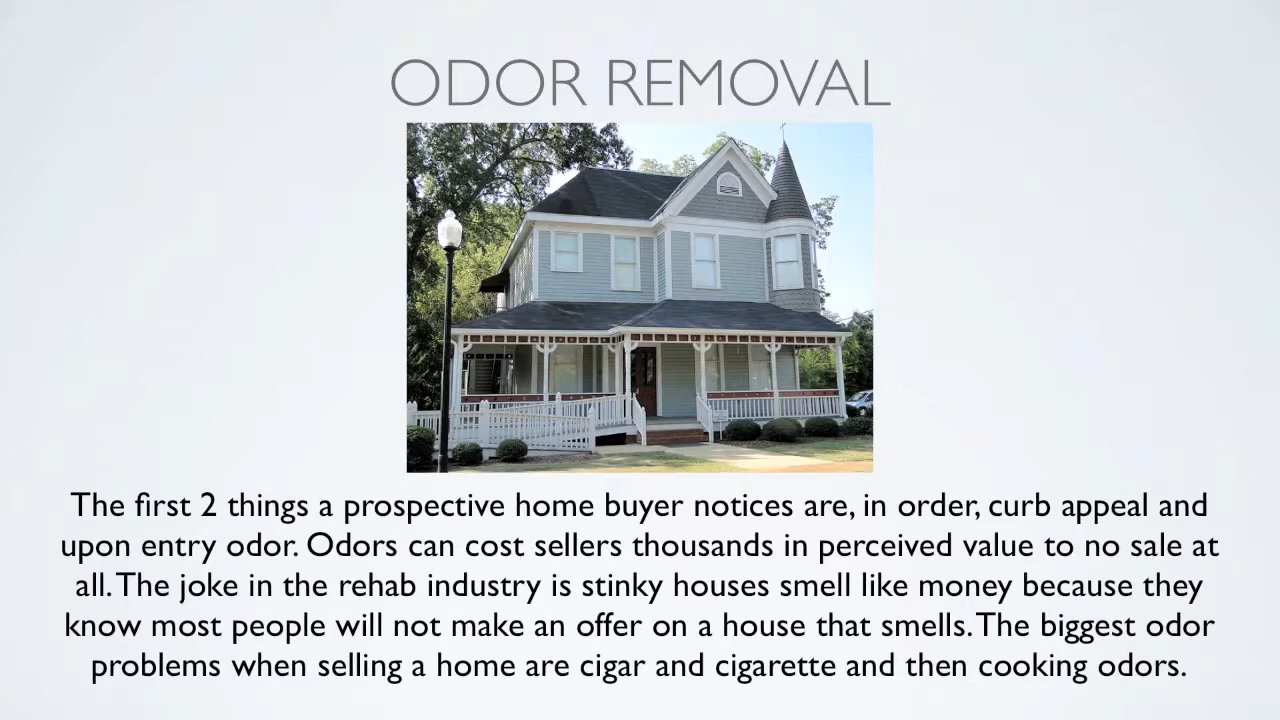 ODOR REMOVAL
The first 2 things a prospective home buyer notices are, in order, curb appeal and
upon entry odor. Odors can cost sellers thousands in perceived value to no sale at
all. The joke in the rehab industry is stinky houses smell like money because they
know most people will not make an offer on a house that smells. The biggest odor
problems when selling a home are cigar and cigarette and then cooking odors.